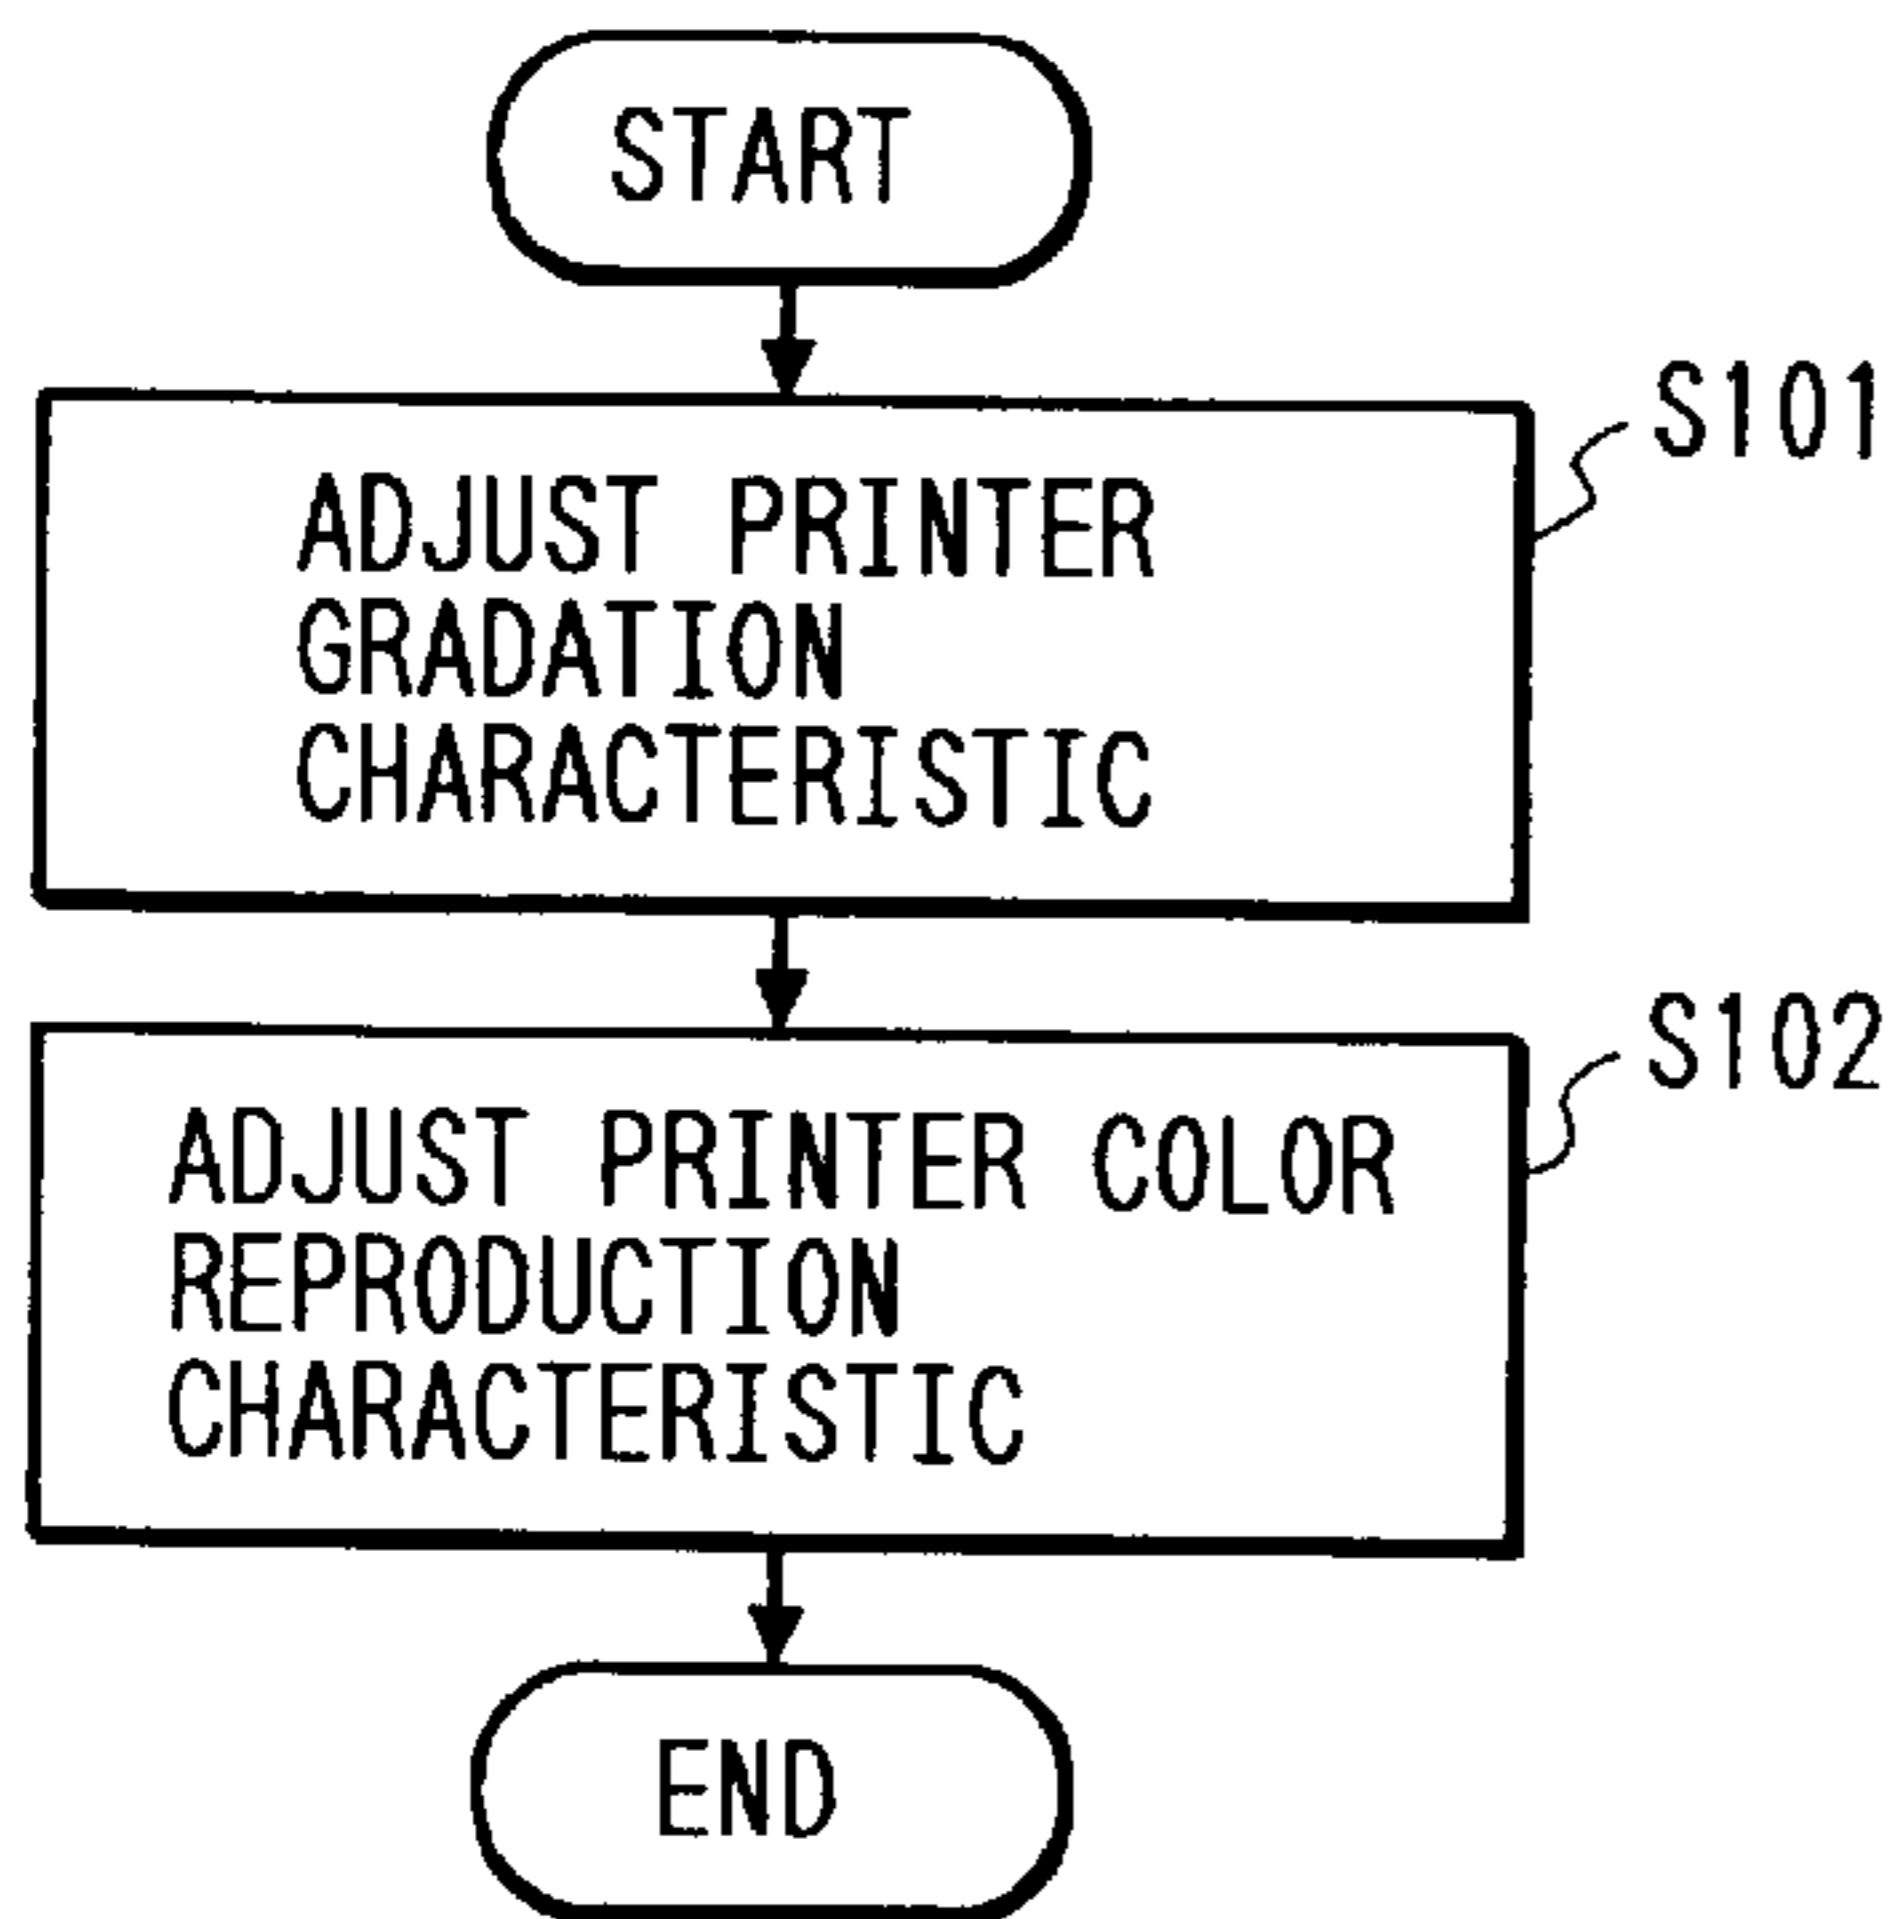 START
S101
ADJUST PRINTER
GRADATION
CHARACTERISTIC
S102
ADJUST PRINTER COLOR
REPRODUCTION
CHARACTERISTIC
END